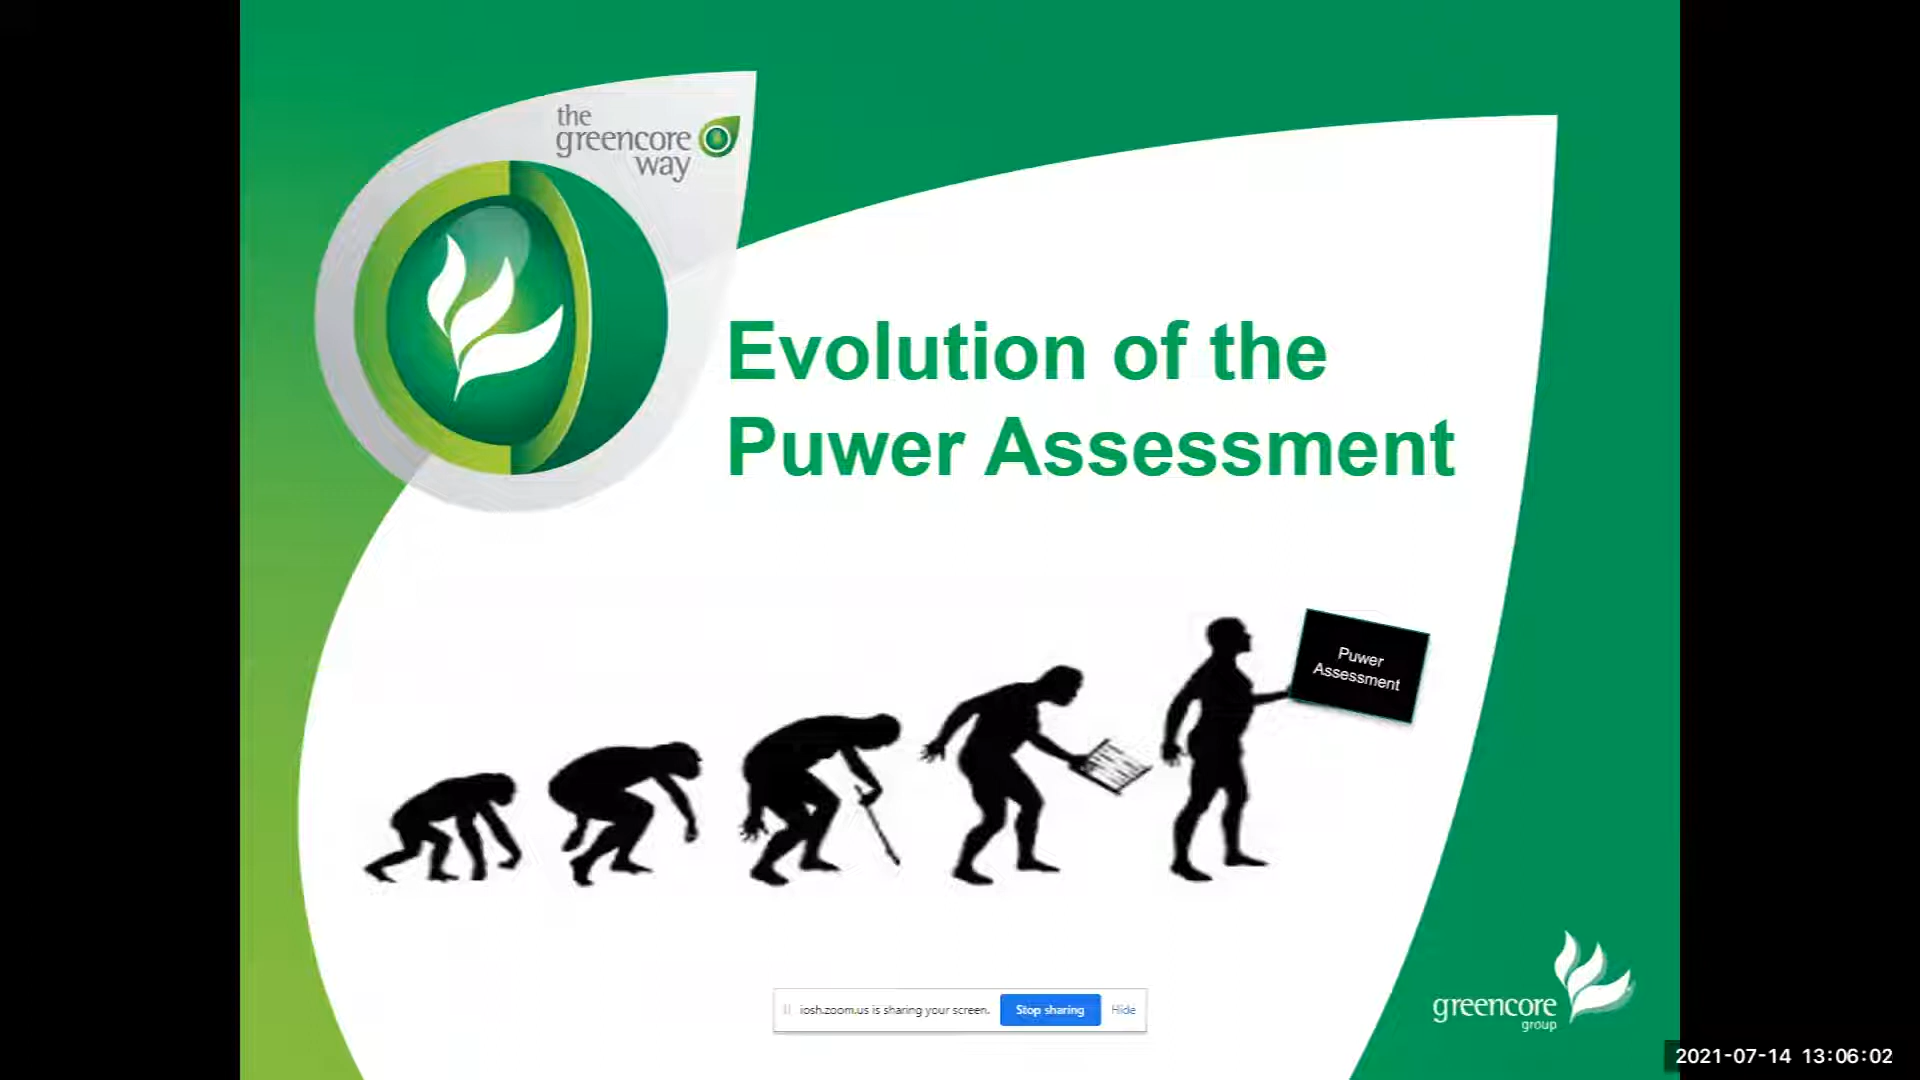 the
greencore
way
Evolution of the
Puwer Assessment
Puwer
Assessment
iosh.zoom.us is sharing your screen.
Stop sharing
Hide
greencore
group
2021-07-14 13:06:02